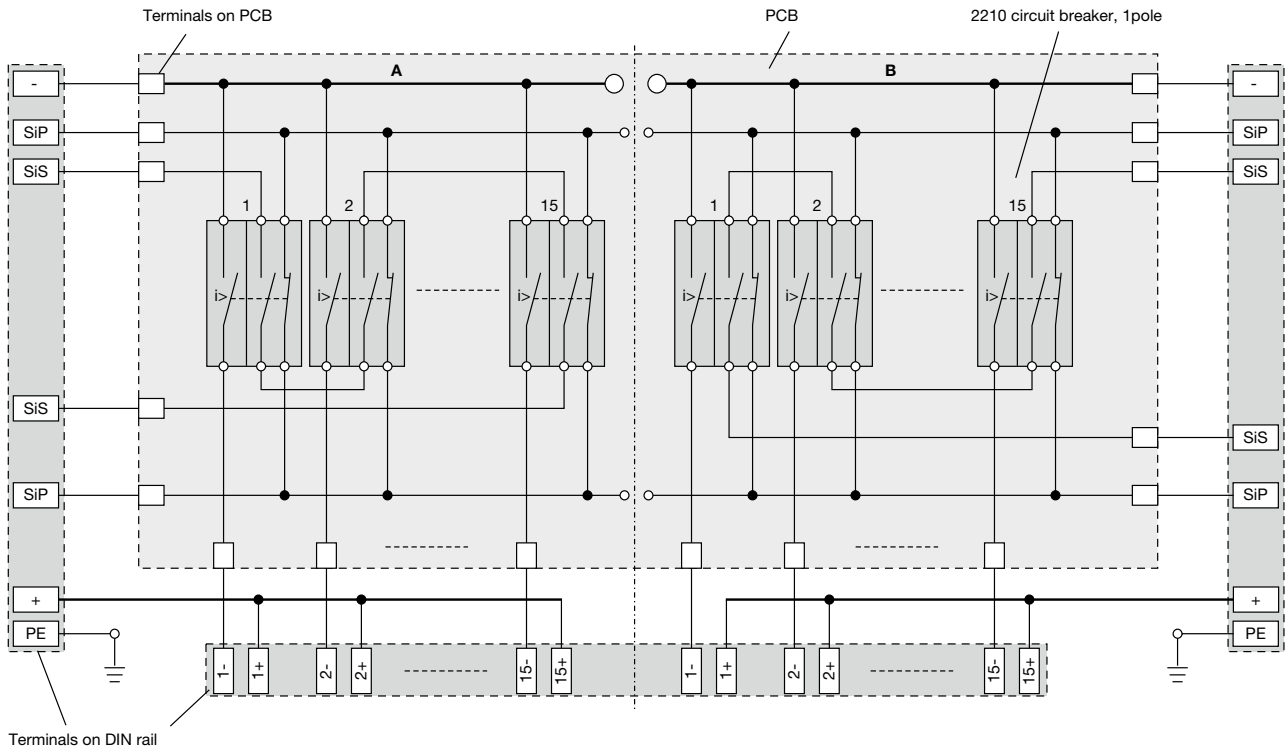 Terminals on PCB PCB 2210 circuit breaker, 1pole
A B
- -
SiP SiP
SiS SiS
1 2 15 1 2 15
i> i> i> i> i> i>
SiS
SiS
SiP SiP
+ +
PE PE
1- 1+ 2- 2+ 15- 15+ 1- 1+ 2- 2+ 15- 15+
Terminals on DIN rail